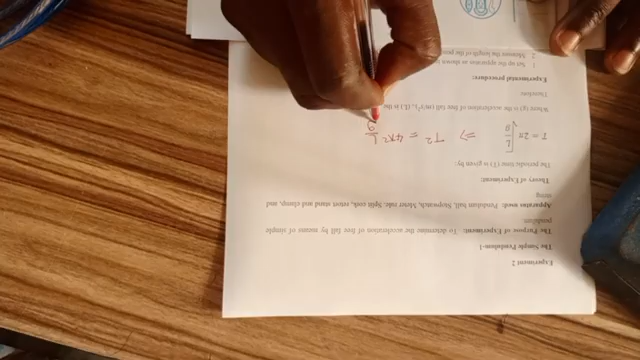 Experiment 2
The Simple Pendulum-1
The Purpose of Experiment: To determine the acceleration of free fall by means of simple
pendulum.
Apparatus used: Pendulum ball, Stopwatch, Meter rule, Split cork, retort stand and clamp, and
string
Theory of Experiment:
The periodic time (T) is given by:
T = 2π √L/g ⇒ T² = 4π² L/g
Where (g) is the acceleration of free fall (m/s²), (L) is the
Experimental procedure:
1. Set up the apparatus as shown
2. Measure the length of the